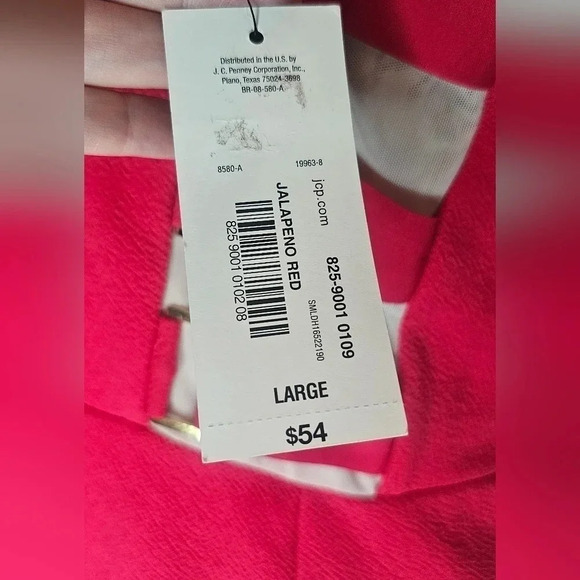 Distributed in the U.S. by
J. C. Penney Corporation, Inc.,
Plano, Texas 75024-3698
BR-08-580-A
8580-A
19963-8
jcp.com
JALAPENO RED
825 9001 0102 08
825-9001 0109
SMLDH16522190
LARGE
$54